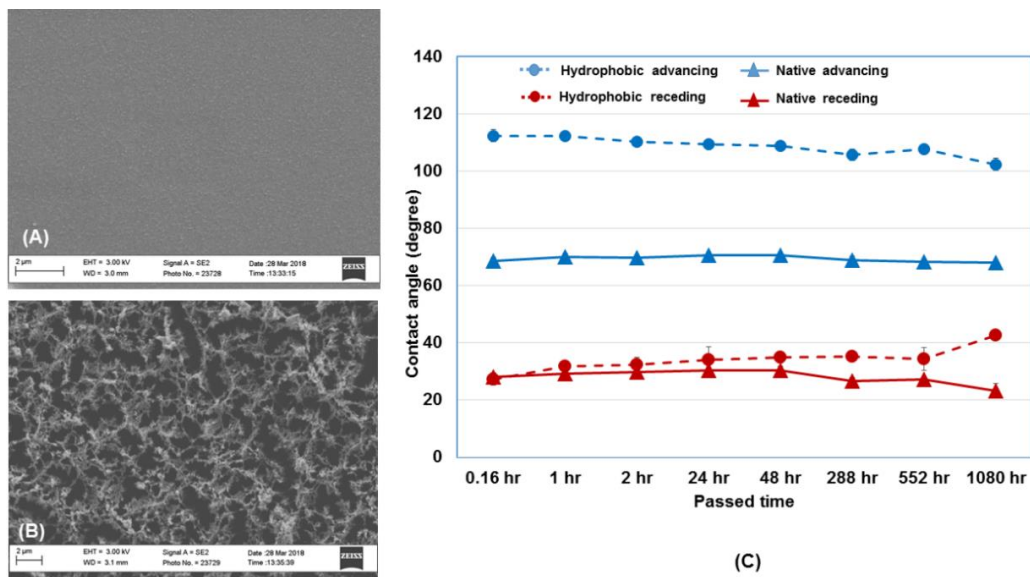 (A)
2 µm
EHT = 3.00 kV
WD = 3.0 mm
Signal A = SE2
Photo No. = 23728
Date :28 Mar 2018
Time :13:33:15
ZEISS
(B)
2 µm
EHT = 3.00 kV
WD = 3.1 mm
Signal A = SE2
Photo No. = 23729
Date :28 Mar 2018
Time :13:35:39
ZEISS
140
120
100
80
60
40
20
0
Contact angle (degree)
Hydrophobic advancing
Native advancing
Hydrophobic receding
Native receding
0.16 hr 1 hr 2 hr 24 hr 48 hr 288 hr 552 hr 1080 hr
Passed time
(C)